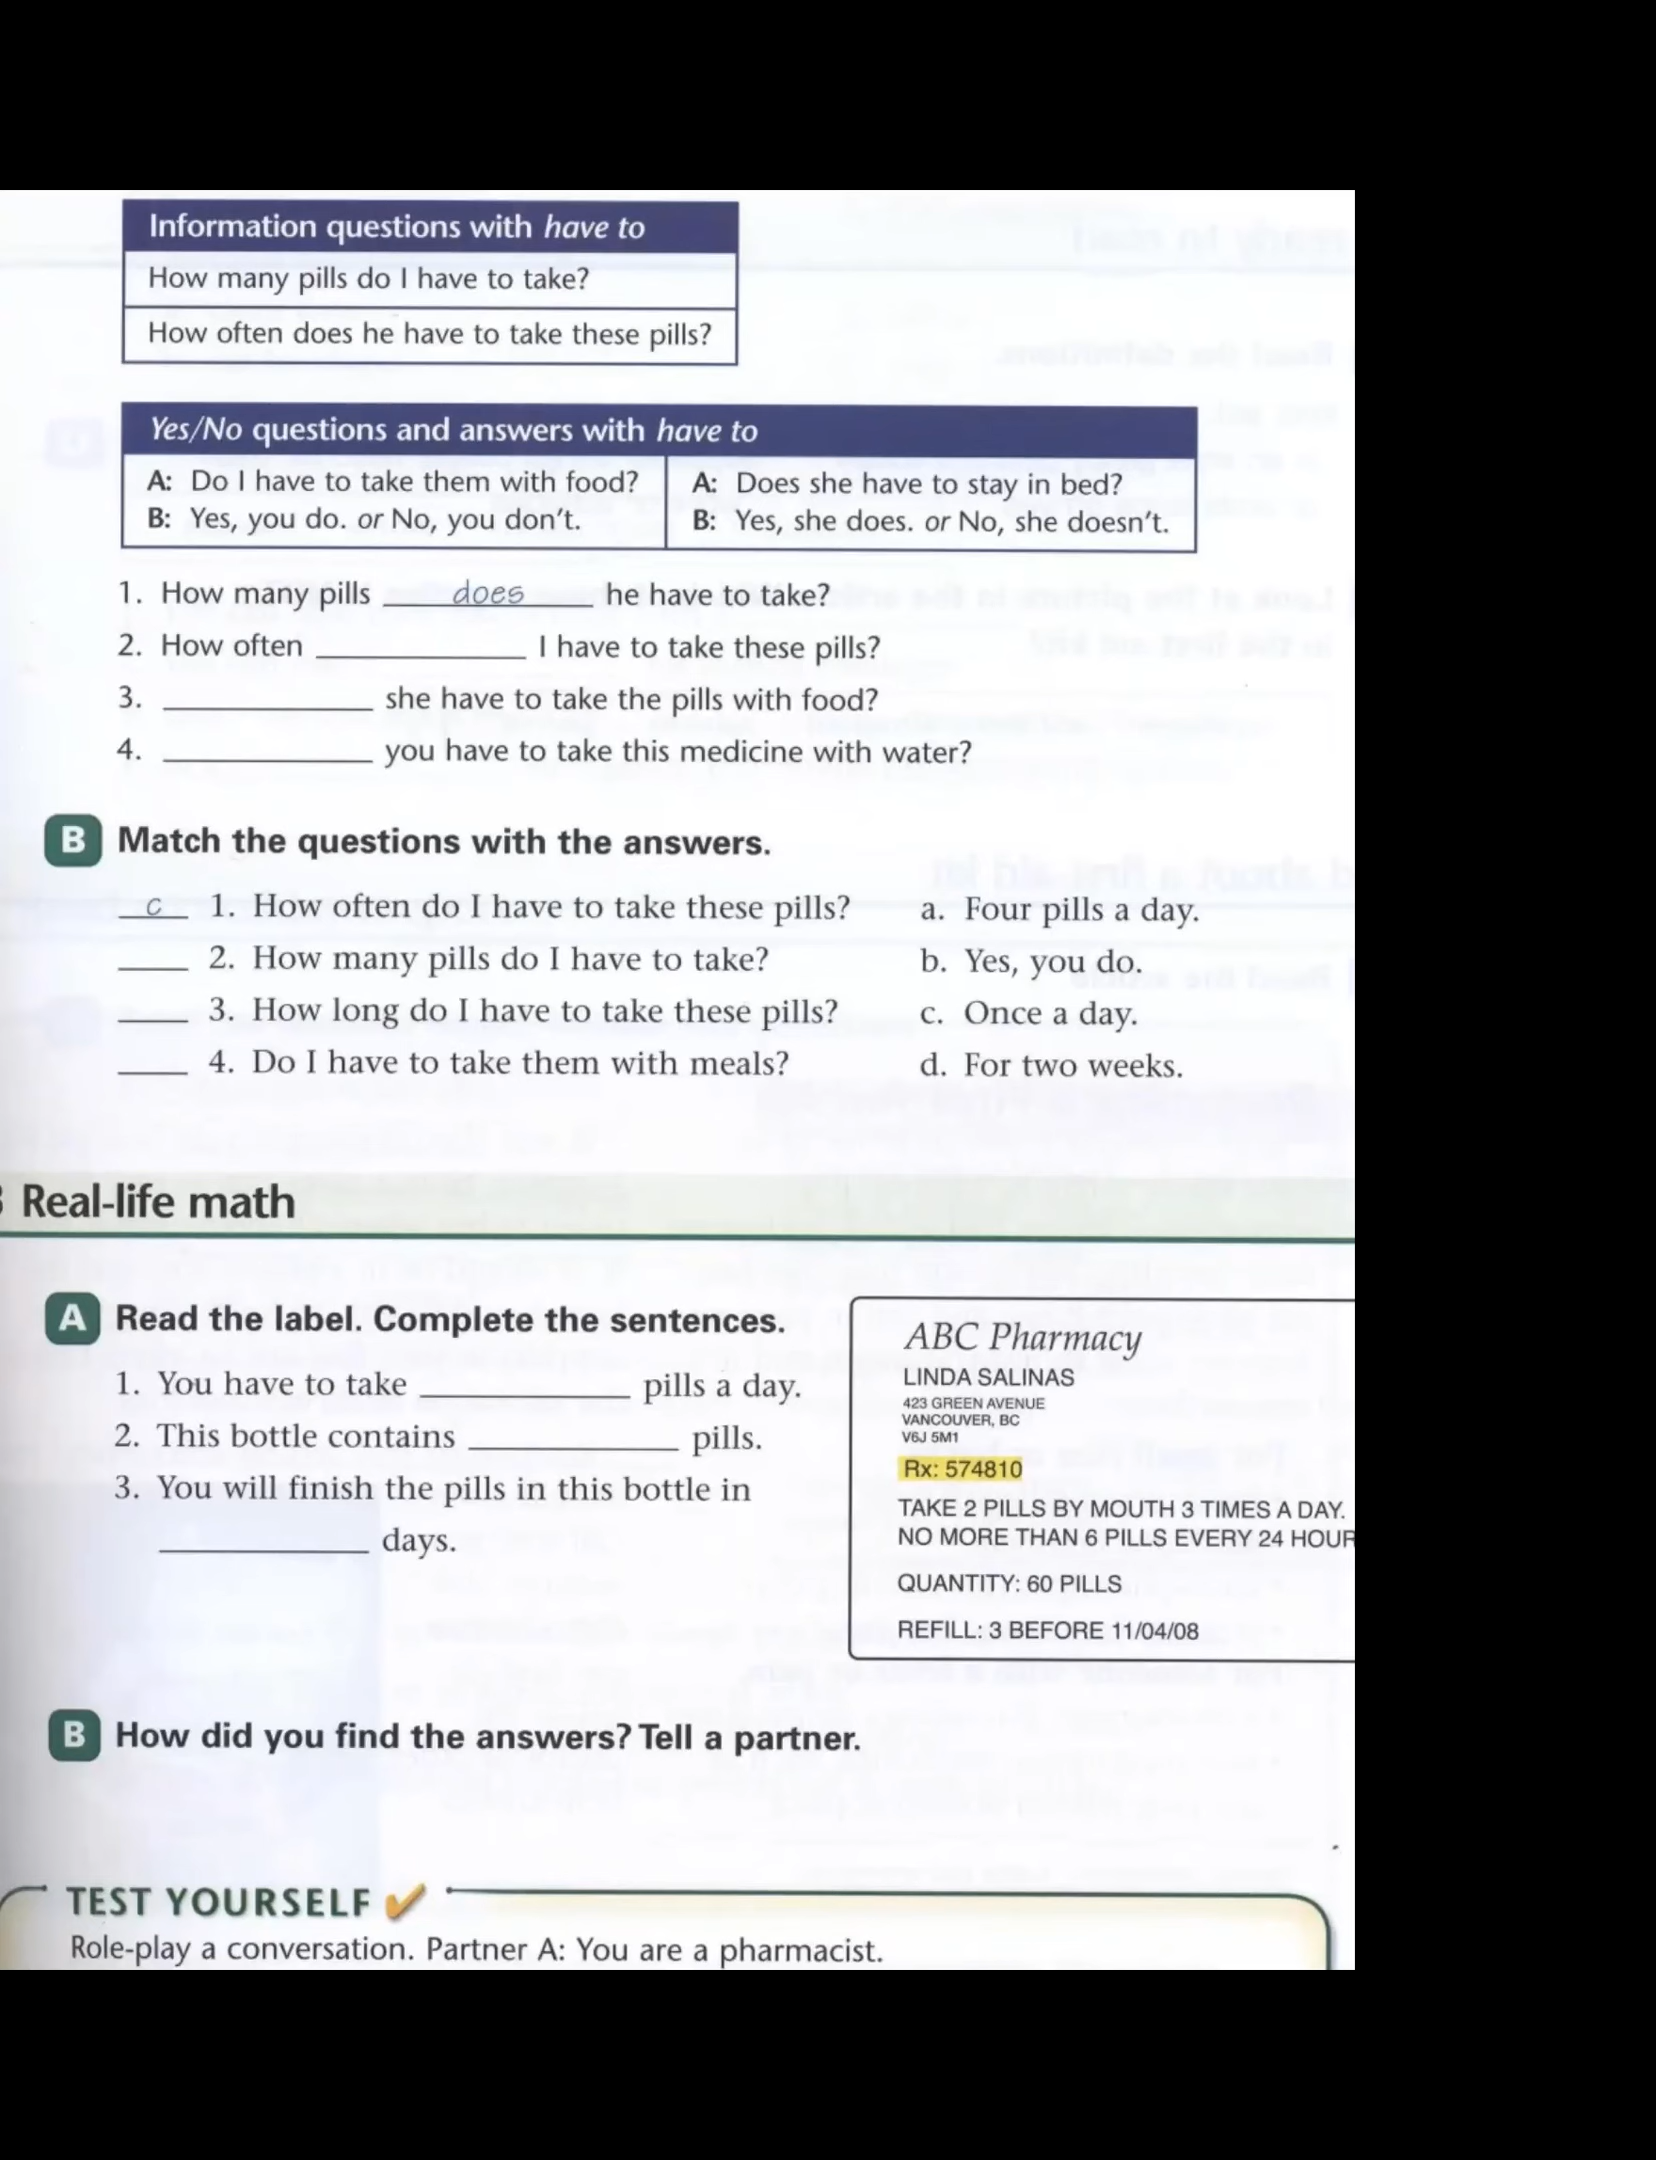 Information questions with have to
How many pills do I have to take?
How often does he have to take these pills?
Yes/No questions and answers with have to
A: Do I have to take them with food?
B: Yes, you do. or No, you don't.
A: Does she have to stay in bed?
B: Yes, she does. or No, she doesn't.
1. How many pills does he have to take?
2. How often ____________ I have to take these pills?
3. ____________ she have to take the pills with food?
4. ____________ you have to take this medicine with water?
B Match the questions with the answers.
c 1. How often do I have to take these pills?
____ 2. How many pills do I have to take?
____ 3. How long do I have to take these pills?
____ 4. Do I have to take them with meals?
a. Four pills a day.
b. Yes, you do.
c. Once a day.
d. For two weeks.
Real-life math
A Read the label. Complete the sentences.
1. You have to take ____________ pills a day.
2. This bottle contains ____________ pills.
3. You will finish the pills in this bottle in
____________ days.
ABC Pharmacy
LINDA SALINAS
423 GREEN AVENUE
VANCOUVER, BC
V6J 5M1
Rx: 574810
TAKE 2 PILLS BY MOUTH 3 TIMES A DAY.
NO MORE THAN 6 PILLS EVERY 24 HOUR
QUANTITY: 60 PILLS
REFILL: 3 BEFORE 11/04/08
B How did you find the answers? Tell a partner.
TEST YOURSELF
Role-play a conversation. Partner A: You are a pharmacist.